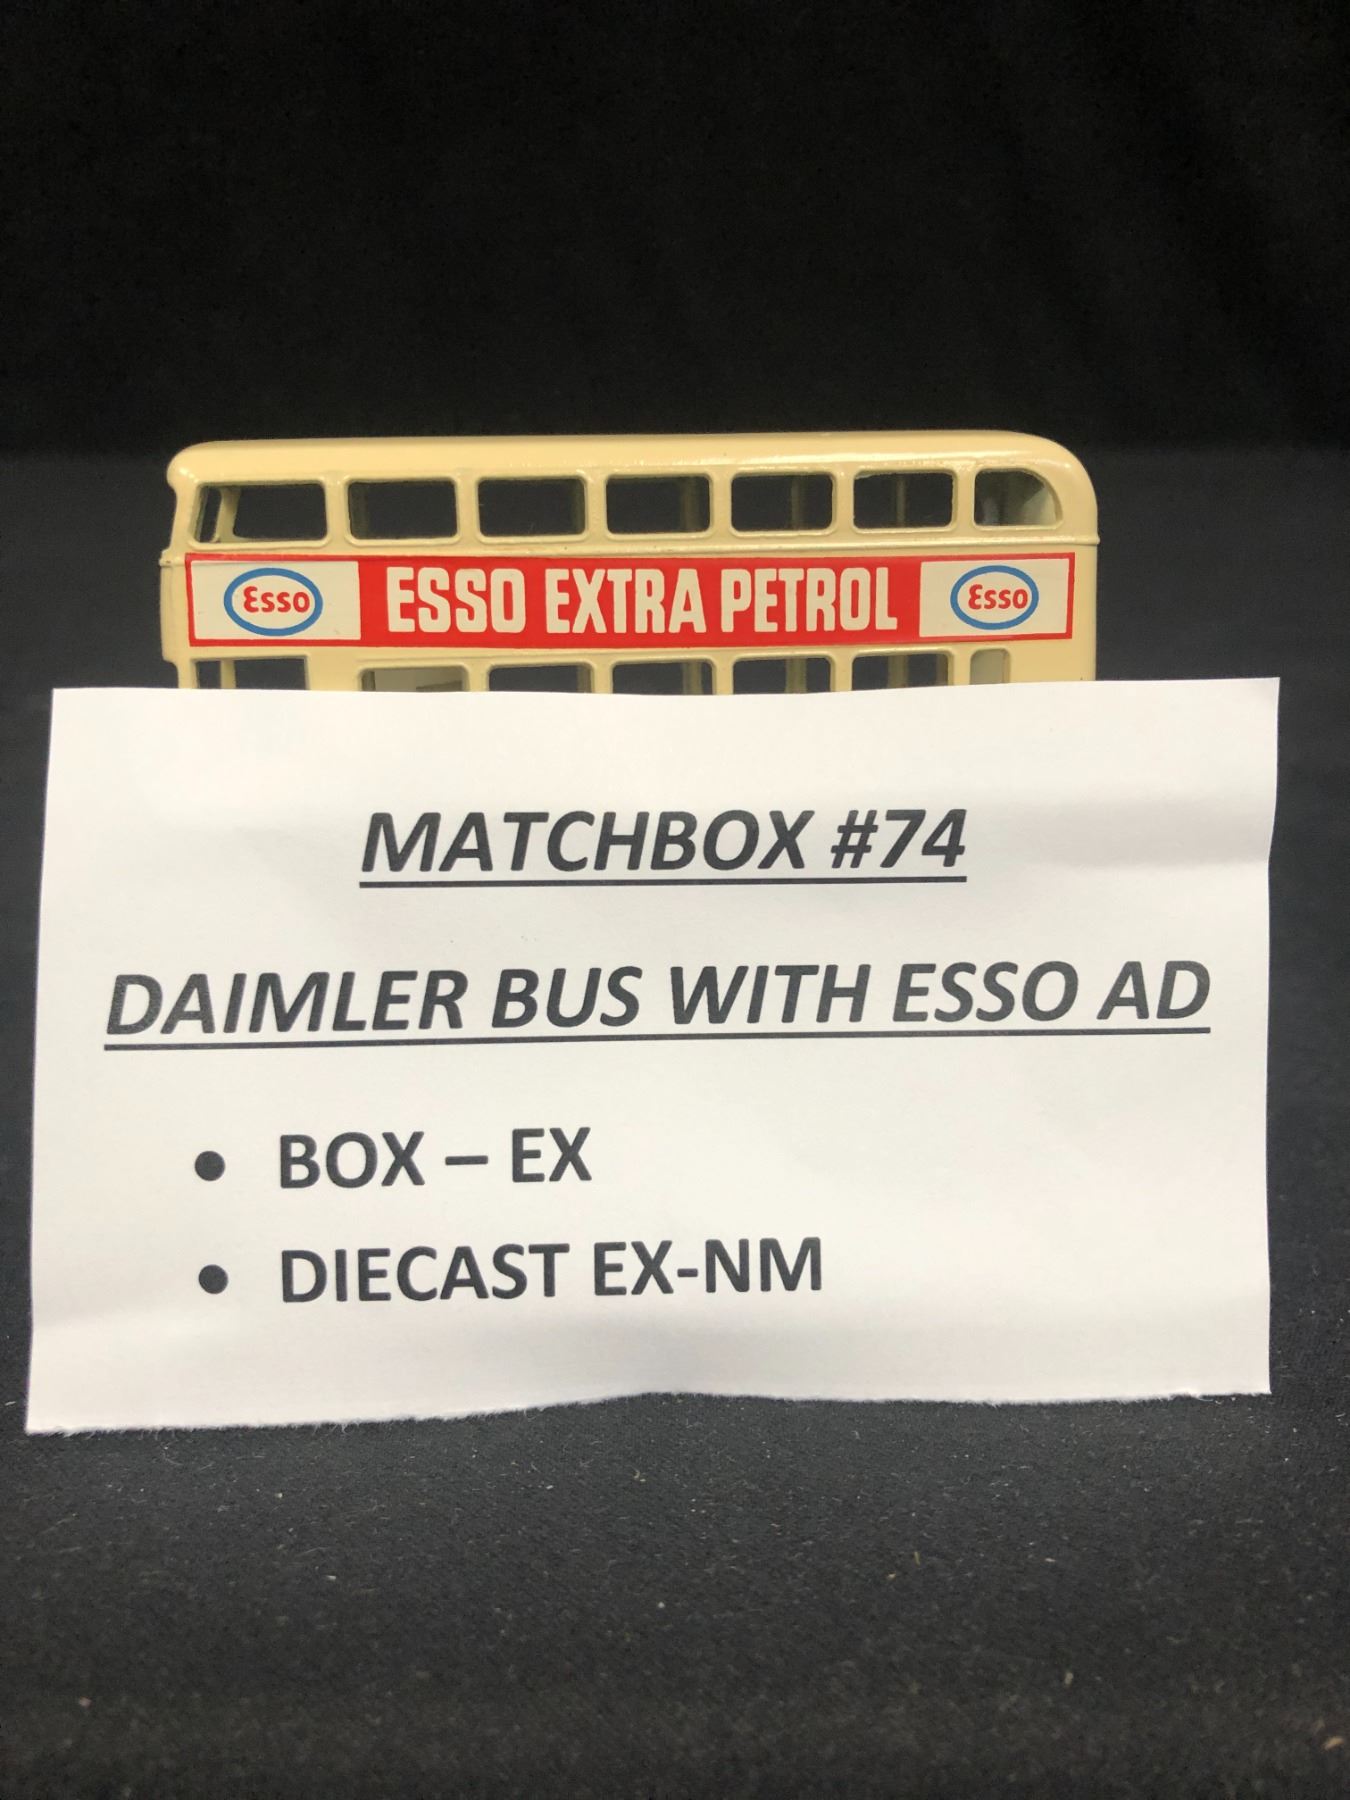 Esso ESSO EXTRA PETROL Esso
MATCHBOX #74
DAIMLER BUS WITH ESSO AD
• BOX – EX
• DIECAST EX-NM